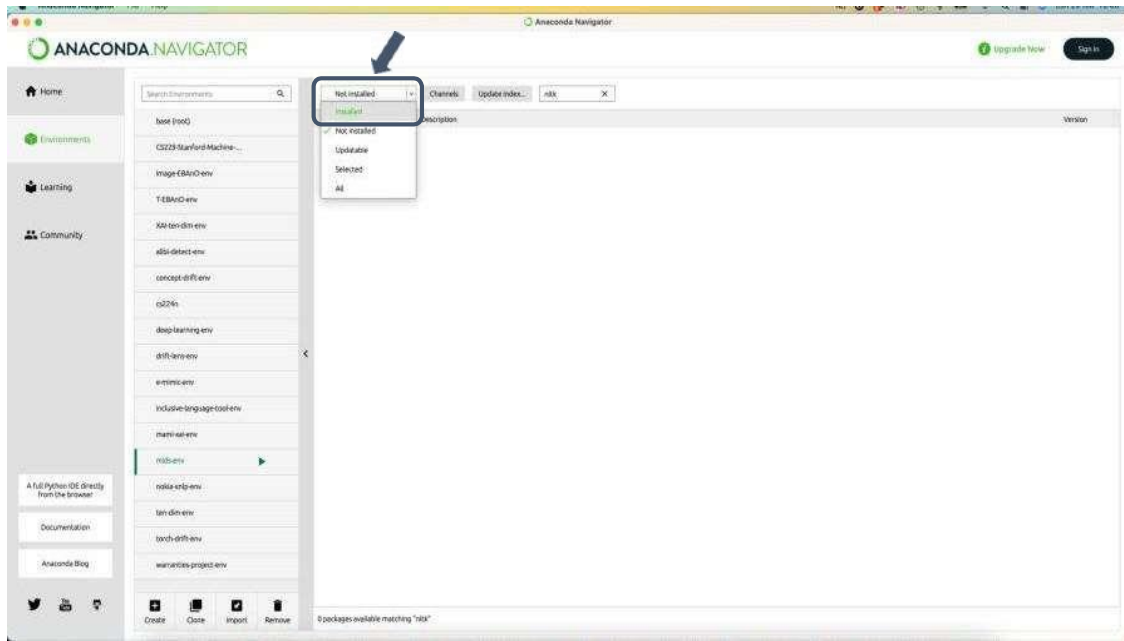 Anaconda Navigator
ANACONDA.NAVIGATOR
Upgrade Now
Sign in
Home
Environments
Learning
Community
A full Python IDE directly
from the browser
Documentation
Anaconda Blog
Search Environments
base (root)
CS229-Stanford-Machine-...
image-EBAnO-env
T-EBAnO-env
XAI-ten-dim-env
alibi-detect-env
concept-drift-env
cs224n
deep-learning-env
drift-lens-env
e-mimic-env
inclusive-language-tool-env
mami-xai-env
mids-env
nokia-snlp-env
ten-dim-env
torch-drift-env
warranties-project-env
Create Clone Import Remove
Not installed Channels Update index... nltk X
Installed
Not installed
Updatable
Selected
All
Description Version
0 packages available matching "nltk"